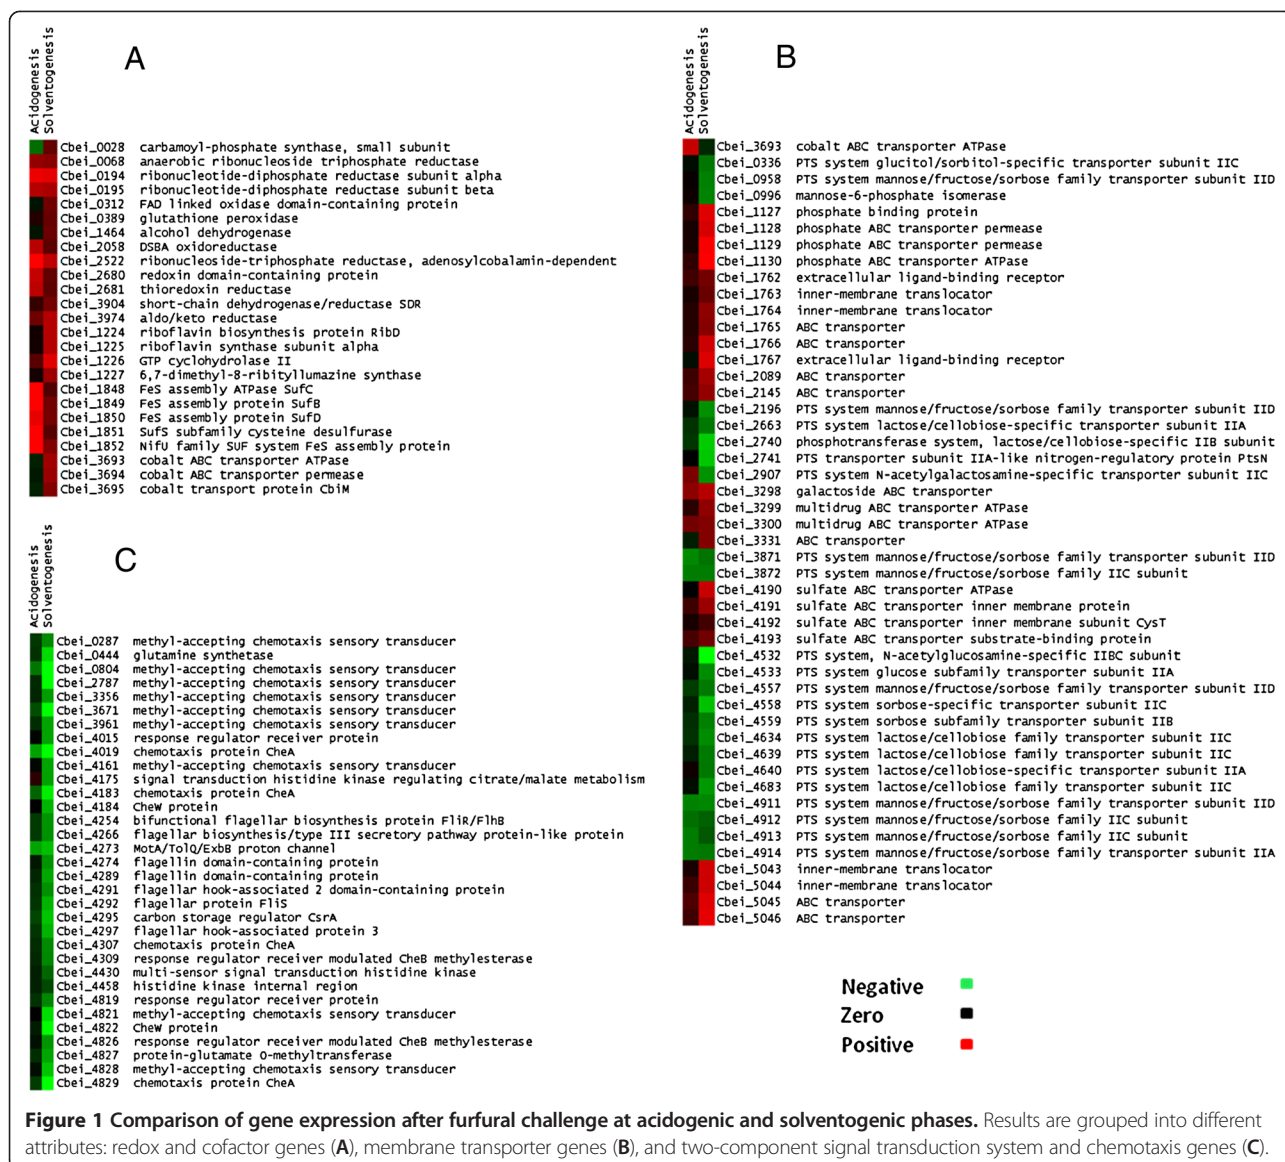 A
Acidogenesis
Solventogenesis
Cbei_0028 carbamoyl-phosphate synthase, small subunit
Cbei_0068 anaerobic ribonucleoside triphosphate reductase
Cbei_0194 ribonucleotide-diphosphate reductase subunit alpha
Cbei_0195 ribonucleotide-diphosphate reductase subunit beta
Cbei_0312 FAD linked oxidase domain-containing protein
Cbei_0389 glutathione peroxidase
Cbei_1464 alcohol dehydrogenase
Cbei_2058 DSBA oxidoreductase
Cbei_2522 ribonucleoside-triphosphate reductase, adenosylcobalamin-dependent
Cbei_2680 redoxin domain-containing protein
Cbei_2681 thioredoxin reductase
Cbei_3904 short-chain dehydrogenase/reductase SDR
Cbei_3974 aldo/keto reductase
Cbei_1224 riboflavin biosynthesis protein RibD
Cbei_1225 riboflavin synthase subunit alpha
Cbei_1226 GTP cyclohydrolase II
Cbei_1227 6,7-dimethyl-8-ribityllumazine synthase
Cbei_1848 FeS assembly ATPase SufC
Cbei_1849 FeS assembly protein SufB
Cbei_1850 FeS assembly protein SufD
Cbei_1851 SufS subfamily cysteine desulfurase
Cbei_1852 NifU family SUF system FeS assembly protein
Cbei_3693 cobalt ABC transporter ATPase
Cbei_3694 cobalt ABC transporter permease
Cbei_3695 cobalt transport protein CbiM
B
Acidogenesis
Solventogenesis
Cbei_3693 cobalt ABC transporter ATPase
Cbei_0336 PTS system glucitol/sorbitol-specific transporter subunit IIC
Cbei_0958 PTS system mannose/fructose/sorbose family transporter subunit IID
Cbei_0996 mannose-6-phosphate isomerase
Cbei_1127 phosphate binding protein
Cbei_1128 phosphate ABC transporter permease
Cbei_1129 phosphate ABC transporter permease
Cbei_1130 phosphate ABC transporter ATPase
Cbei_1762 extracellular ligand-binding receptor
Cbei_1763 inner-membrane translocator
Cbei_1764 inner-membrane translocator
Cbei_1765 ABC transporter
Cbei_1766 ABC transporter
Cbei_1767 extracellular ligand-binding receptor
Cbei_2089 ABC transporter
Cbei_2145 ABC transporter
Cbei_2196 PTS system mannose/fructose/sorbose family transporter subunit IID
Cbei_2663 PTS system lactose/cellobiose-specific transporter subunit IIA
Cbei_2740 phosphotransferase system, lactose/cellobiose-specific IIB subunit
Cbei_2741 PTS transporter subunit IIA-like nitrogen-regulatory protein PtsN
Cbei_2907 PTS system N-acetylgalactosamine-specific transporter subunit IIC
Cbei_3298 galactoside ABC transporter
Cbei_3299 multidrug ABC transporter ATPase
Cbei_3300 multidrug ABC transporter ATPase
Cbei_3331 ABC transporter
Cbei_3871 PTS system mannose/fructose/sorbose family transporter subunit IID
Cbei_3872 PTS system mannose/fructose/sorbose family IIC subunit
Cbei_4190 sulfate ABC transporter ATPase
Cbei_4191 sulfate ABC transporter inner membrane protein
Cbei_4192 sulfate ABC transporter inner membrane subunit CysT
Cbei_4193 sulfate ABC transporter substrate-binding protein
Cbei_4532 PTS system, N-acetylglucosamine-specific IIBC subunit
Cbei_4533 PTS system glucose subfamily transporter subunit IIA
Cbei_4557 PTS system mannose/fructose/sorbose family transporter subunit IID
Cbei_4558 PTS system sorbose-specific transporter subunit IIC
Cbei_4559 PTS system sorbose subfamily transporter subunit IIB
Cbei_4634 PTS system lactose/cellobiose family transporter subunit IIC
Cbei_4639 PTS system lactose/cellobiose family transporter subunit IIC
Cbei_4640 PTS system lactose/cellobiose-specific transporter subunit IIA
Cbei_4683 PTS system lactose/cellobiose family transporter subunit IIC
Cbei_4911 PTS system mannose/fructose/sorbose family transporter subunit IID
Cbei_4912 PTS system mannose/fructose/sorbose family IIC subunit
Cbei_4913 PTS system mannose/fructose/sorbose family IIC subunit
Cbei_4914 PTS system mannose/fructose/sorbose family transporter subunit IIA
Cbei_5043 inner-membrane translocator
Cbei_5044 inner-membrane translocator
Cbei_5045 ABC transporter
Cbei_5046 ABC transporter
C
Acidogenesis
Solventogenesis
Cbei_0287 methyl-accepting chemotaxis sensory transducer
Cbei_0444 glutamine synthetase
Cbei_0804 methyl-accepting chemotaxis sensory transducer
Cbei_2787 methyl-accepting chemotaxis sensory transducer
Cbei_3356 methyl-accepting chemotaxis sensory transducer
Cbei_3671 methyl-accepting chemotaxis sensory transducer
Cbei_3961 methyl-accepting chemotaxis sensory transducer
Cbei_4015 response regulator receiver protein
Cbei_4019 chemotaxis protein CheA
Cbei_4161 methyl-accepting chemotaxis sensory transducer
Cbei_4175 signal transduction histidine kinase regulating citrate/malate metabolism
Cbei_4183 chemotaxis protein CheA
Cbei_4184 CheW protein
Cbei_4254 bifunctional flagellar biosynthesis protein FliR/FlhB
Cbei_4266 flagellar biosynthesis/type III secretory pathway protein-like protein
Cbei_4273 MotA/TolQ/ExbB proton channel
Cbei_4274 flagellin domain-containing protein
Cbei_4289 flagellin domain-containing protein
Cbei_4291 flagellar hook-associated 2 domain-containing protein
Cbei_4292 flagellar protein FliS
Cbei_4295 carbon storage regulator CsrA
Cbei_4297 flagellar hook-associated protein 3
Cbei_4307 chemotaxis protein CheA
Cbei_4309 response regulator receiver modulated CheB methylesterase
Cbei_4430 multi-sensor signal transduction histidine kinase
Cbei_4458 histidine kinase internal region
Cbei_4819 response regulator receiver protein
Cbei_4821 methyl-accepting chemotaxis sensory transducer
Cbei_4822 CheW protein
Cbei_4826 response regulator receiver modulated CheB methylesterase
Cbei_4827 protein-glutamate O-methyltransferase
Cbei_4828 methyl-accepting chemotaxis sensory transducer
Cbei_4829 chemotaxis protein CheA
Negative
Zero
Positive
Figure 1 Comparison of gene expression after furfural challenge at acidogenic and solventogenic phases. Results are grouped into different
attributes: redox and cofactor genes (A), membrane transporter genes (B), and two-component signal transduction system and chemotaxis genes (C).